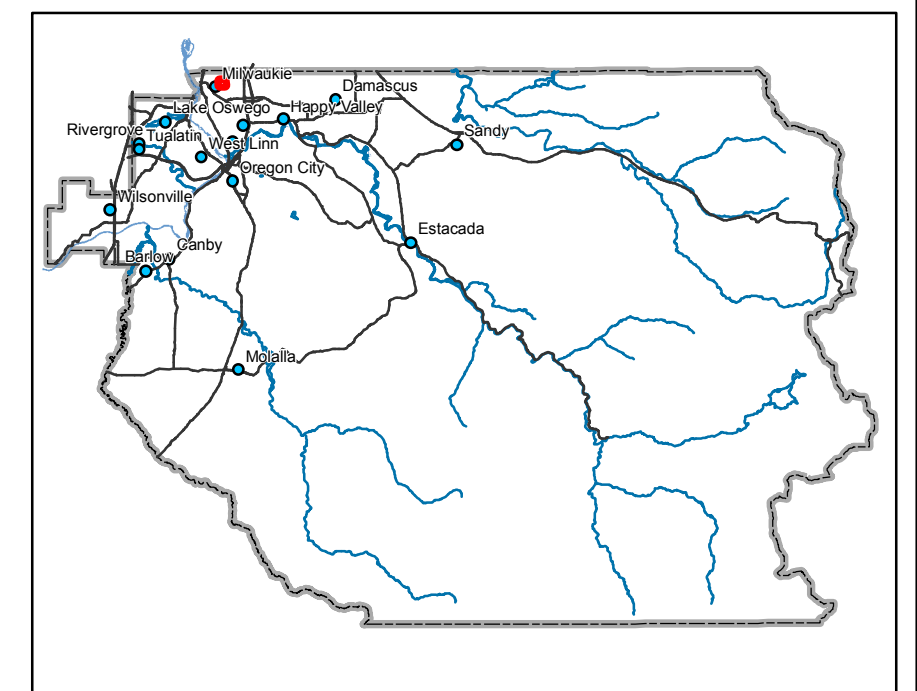 Milwaukie
Damascus
Lake Oswego
Happy Valley
Rivergrove
Tualatin
West Linn
Sandy
Oregon City
Wilsonville
Estacada
Canby
Barlow
Molalla